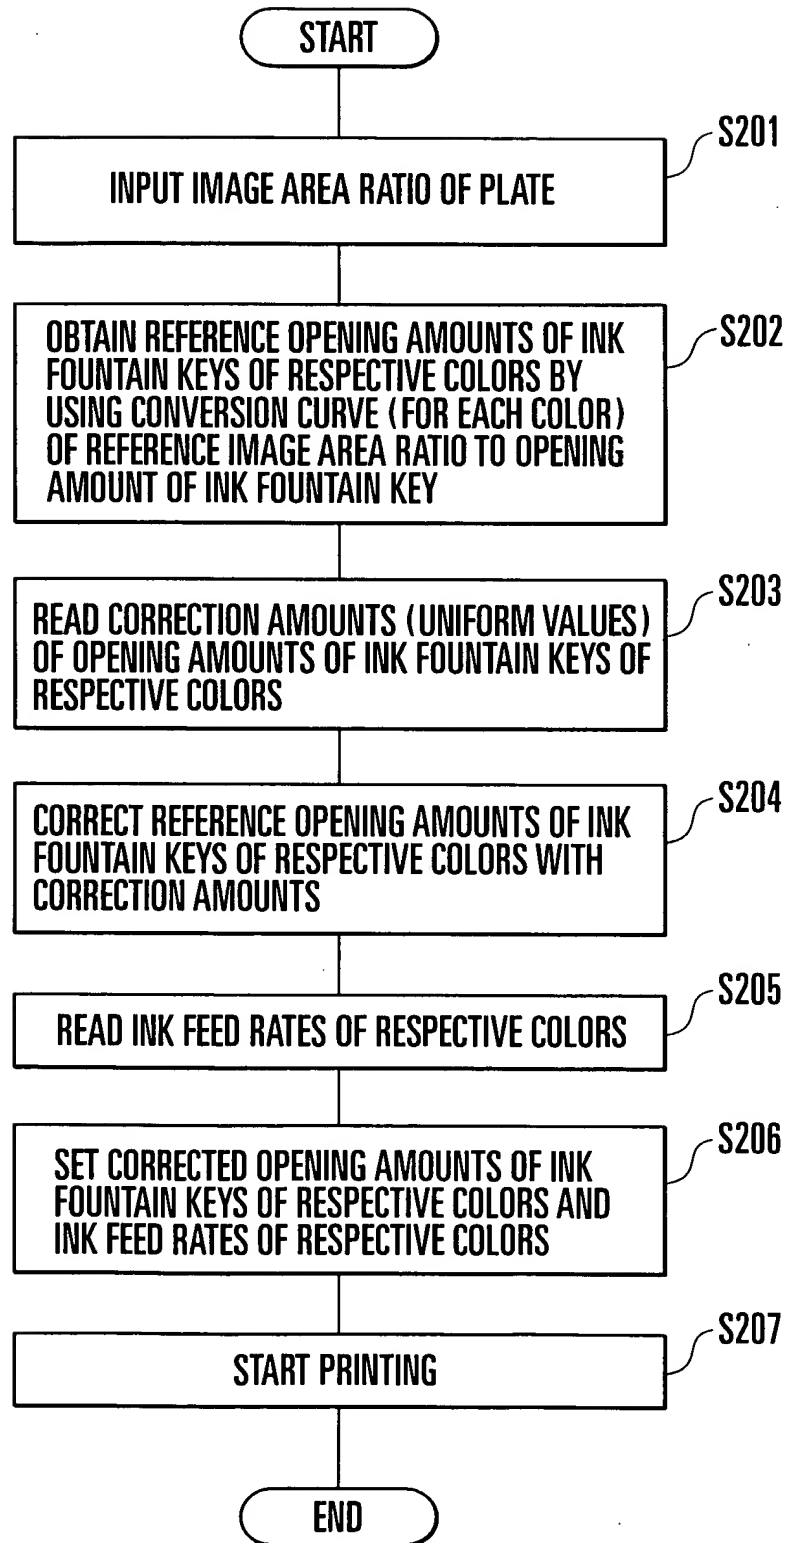 START
S201
INPUT IMAGE AREA RATIO OF PLATE
S202
OBTAIN REFERENCE OPENING AMOUNTS OF INK
FOUNTAIN KEYS OF RESPECTIVE COLORS BY
USING CONVERSION CURVE (FOR EACH COLOR)
OF REFERENCE IMAGE AREA RATIO TO OPENING
AMOUNT OF INK FOUNTAIN KEY
S203
READ CORRECTION AMOUNTS (UNIFORM VALUES)
OF OPENING AMOUNTS OF INK FOUNTAIN KEYS OF
RESPECTIVE COLORS
S204
CORRECT REFERENCE OPENING AMOUNTS OF INK
FOUNTAIN KEYS OF RESPECTIVE COLORS WITH
CORRECTION AMOUNTS
S205
READ INK FEED RATES OF RESPECTIVE COLORS
S206
SET CORRECTED OPENING AMOUNTS OF INK
FOUNTAIN KEYS OF RESPECTIVE COLORS AND
INK FEED RATES OF RESPECTIVE COLORS
S207
START PRINTING
END